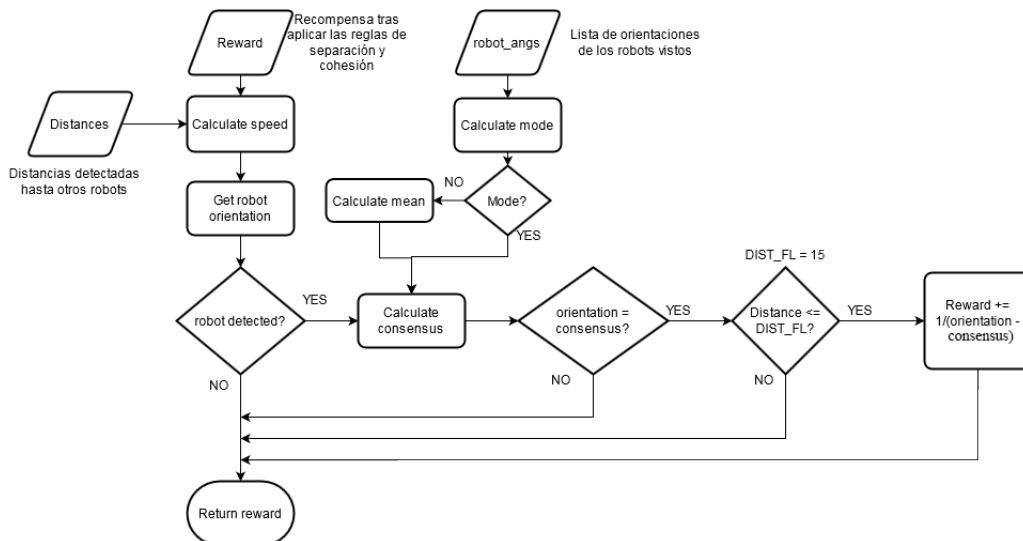 Reward
Recompensa tras
aplicar las reglas de
separación y
cohesión
robot_angs
Lista de orientaciones
de los robots vistos
Distances
Distancias detectadas
hasta otros robots
Calculate speed
Calculate mode
Get robot
orientation
Calculate mean
NO
Mode?
YES
robot detected?
YES
NO
Calculate
consensus
orientation =
consensus?
YES
NO
DIST_FL = 15
Distance <=
DIST_FL?
YES
NO
Reward +=
1/(orientation -
consensus)
Return reward